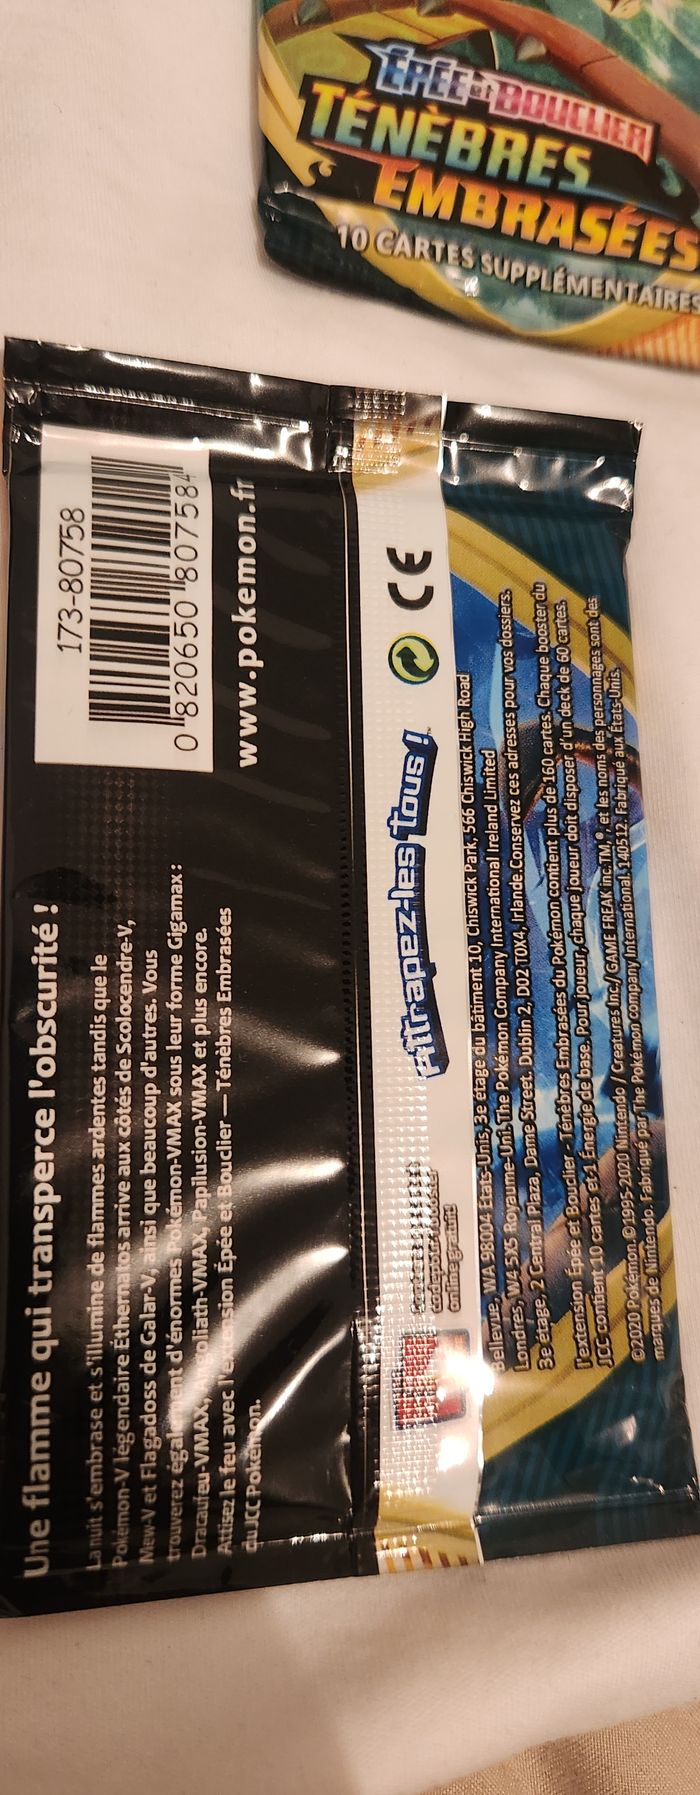 ÉPÉE et BOUCLIER
TÉNÈBRES
EMBRASÉES
10 CARTES SUPPLÉMENTAIRES
Une flamme qui transperce l'obscurité !
La nuit s'embrase et s'illumine de flammes ardentes tandis que le
Pokémon-V légendaire Éthernatos arrive aux côtés de Scolocendre-V,
Mew-V et Flagadoss de Galar-V, ainsi que beaucoup d'autres. Vous
trouverez également d'énormes Pokémon-VMAX sous leur forme Gigamax :
Dracaufeu-VMAX, Angoliath-VMAX, Papilusion-VMAX et plus encore.
Attisez le feu avec l'expansion Épée et Bouclier — Ténèbres Embrasées
du JCC Pokémon.
173-80758
0 820650 807584
www.pokemon.fr
Attrapez-les tous !™
CE
online gratuit
Bellevue, WA 98004 États-Unis, 3e étage du bâtiment 10, Chiswick Park, 566 Chiswick High Road
Londres, W4 5XS Royaume-Uni. The Pokémon Company International Ireland Limited
3e étage, 2 Central Plaza, Dame Street, Dublin 2, D02 T0X4, Irlande. Conservez ces adresses pour vos dossiers.
l'extension Épée et Bouclier - Ténèbres Embrasées du Pokémon contient plus de 160 cartes. Chaque booster du
JCC contient 10 cartes et 1 Énergie de base. Pour jouer, chaque joueur doit disposer d'un deck de 60 cartes.
©2020 Pokémon. ©1995-2020 Nintendo / Creatures Inc. / GAME FREAK inc. TM, ®, et les noms des personnages sont des
marques de Nintendo. Fabriqué par The Pokémon company International. 140512. Fabriqué aux États-Unis.